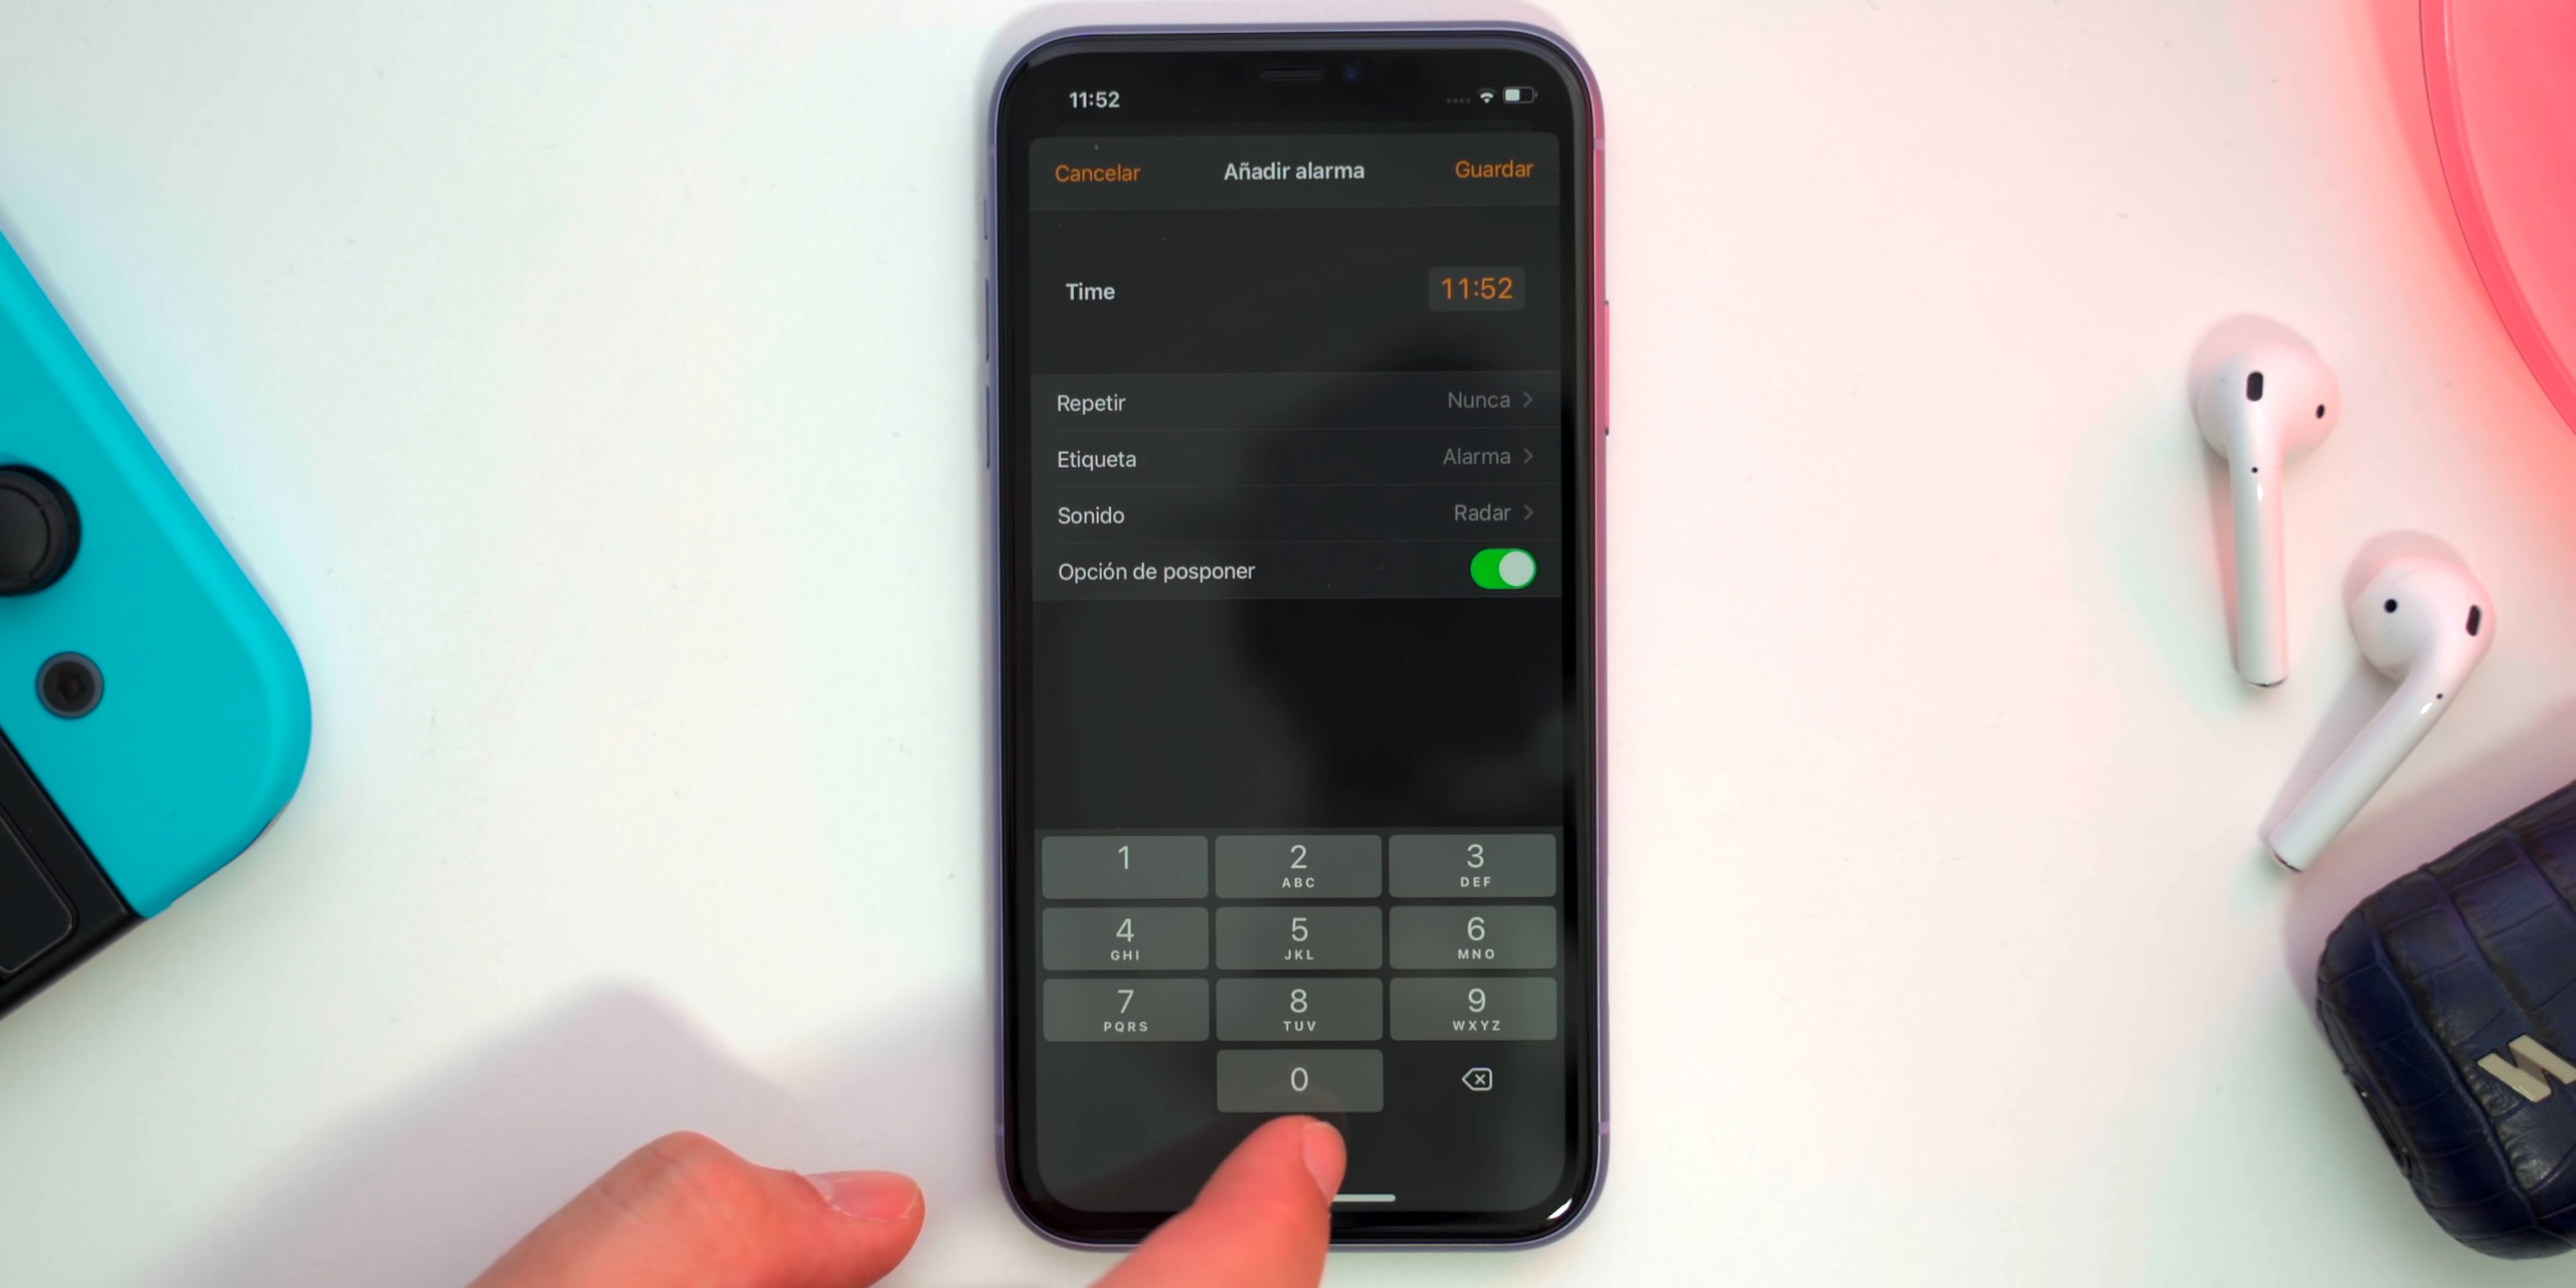 11:52
Cancelar Añadir alarma Guardar
Time 11:52
Repetir Nunca
Etiqueta Alarma
Sonido Radar
Opción de posponer
1 2 3
ABC DEF
4 5 6
GHI JKL MNO
7 8 9
PQRS TUV WXYZ
0